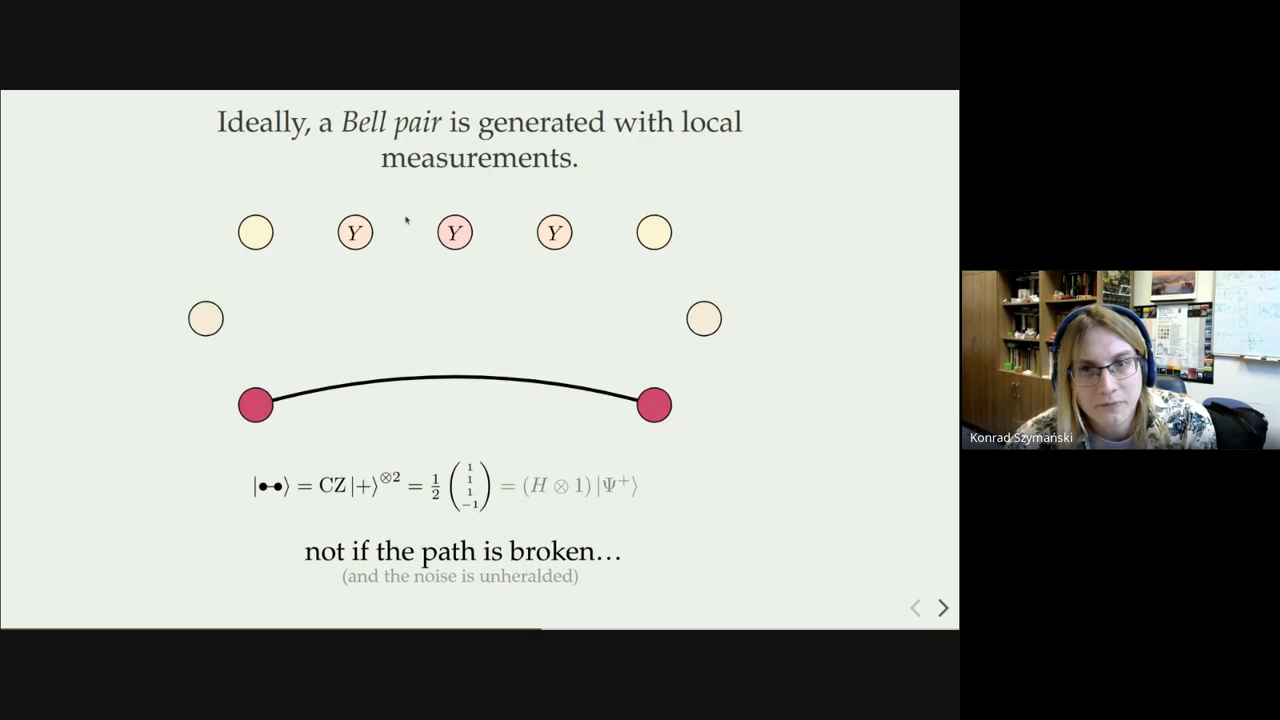 Ideally, a Bell pair is generated with local
measurements.
Y Y Y
|•-•⟩ = CZ |+⟩^{⊗2} = 1/2 (1 1 1 −1) = (H ⊗ 1) |Ψ⁺⟩
not if the path is broken…
(and the noise is unheralded)
Konrad Szymański